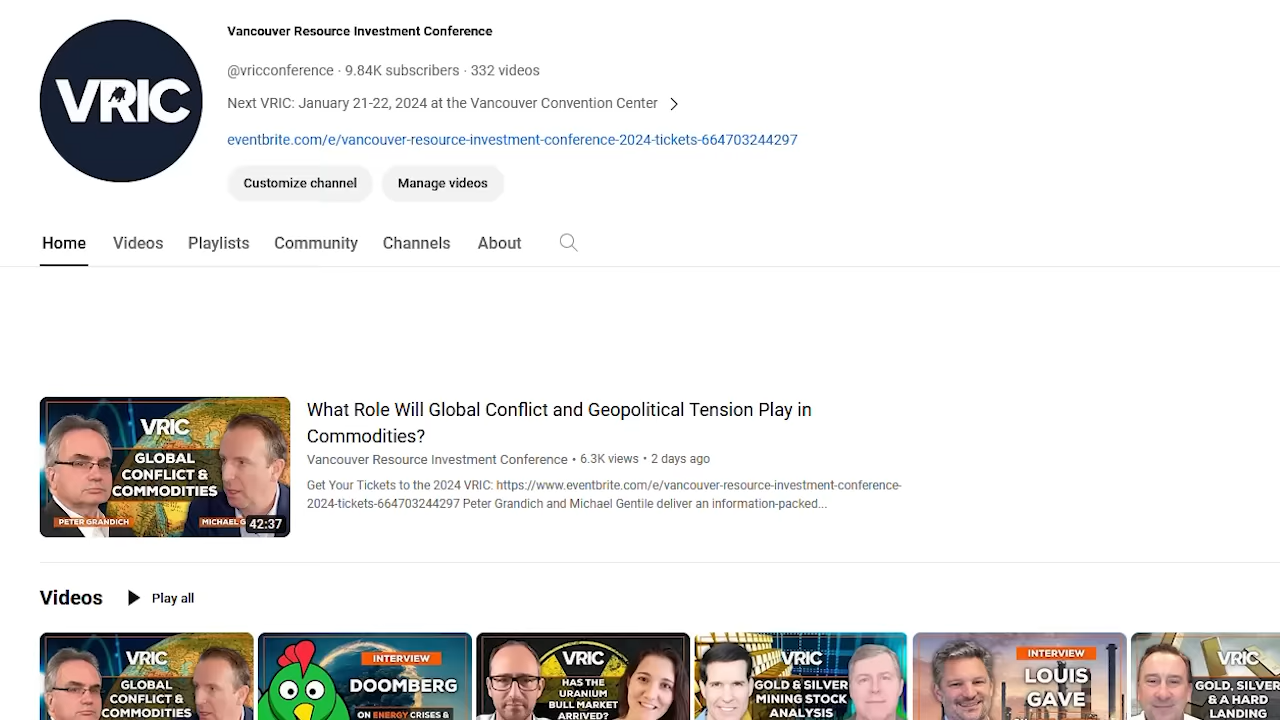 VRIC
Vancouver Resource Investment Conference
@vricconference · 9.84K subscribers · 332 videos
Next VRIC: January 21-22, 2024 at the Vancouver Convention Center
eventbrite.com/e/vancouver-resource-investment-conference-2024-tickets-664703244297
Customize channel Manage videos
Home Videos Playlists Community Channels About
VRIC
GLOBAL
CONFLICT &
COMMODITIES
PETER GRANDICH MICHAEL G
42:37
What Role Will Global Conflict and Geopolitical Tension Play in
Commodities?
Vancouver Resource Investment Conference • 6.3K views • 2 days ago
Get Your Tickets to the 2024 VRIC: https://www.eventbrite.com/e/vancouver-resource-investment-conference-
2024-tickets-664703244297 Peter Grandich and Michael Gentile deliver an information-packed...
Videos Play all
VRIC
GLOBAL
CONFLICT &
COMMODITIES
INTERVIEW
DOOMBERG
ON ENERGY CRISES &
VRIC
HAS THE
URANIUM
BULL MARKET
ARRIVED?
VRIC
GOLD & SILVER
MINING STOCK
ANALYSIS
INTERVIEW
LOUIS
GAVE
VRIC
GOLD, SILVER
& A HARD
LANDING